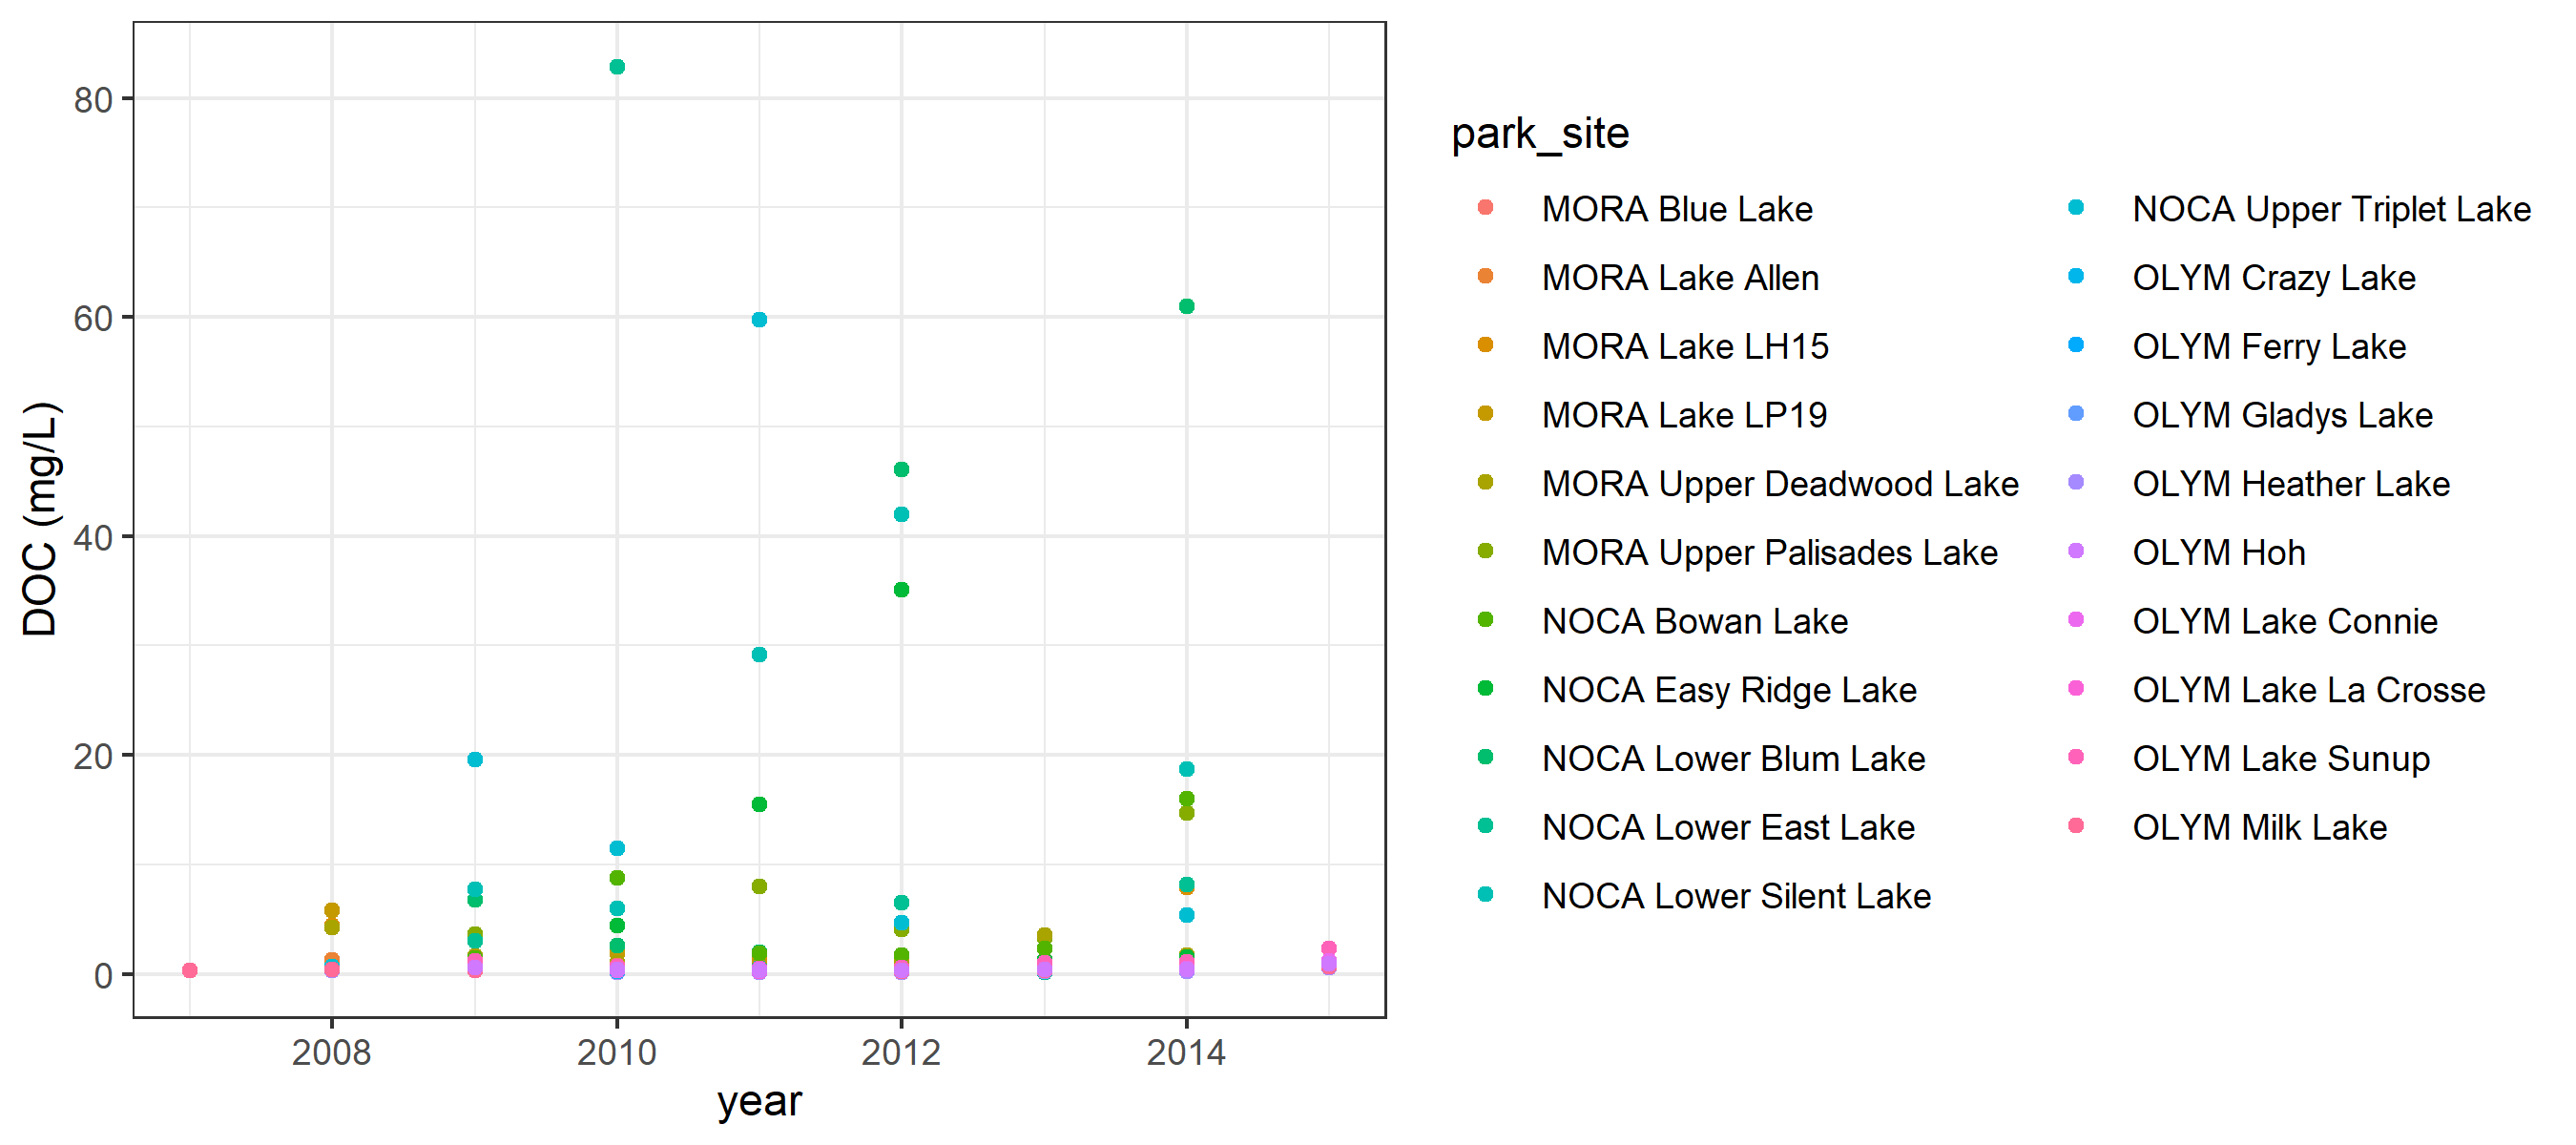 80
60
40
20
0
DOC (mg/L)
2008
2010
2012
2014
year
park_site
MORA Blue Lake
MORA Lake Allen
MORA Lake LH15
MORA Lake LP19
MORA Upper Deadwood Lake
MORA Upper Palisades Lake
NOCA Bowan Lake
NOCA Easy Ridge Lake
NOCA Lower Blum Lake
NOCA Lower East Lake
NOCA Lower Silent Lake
NOCA Upper Triplet Lake
OLYM Crazy Lake
OLYM Ferry Lake
OLYM Gladys Lake
OLYM Heather Lake
OLYM Hoh
OLYM Lake Connie
OLYM Lake La Crosse
OLYM Lake Sunup
OLYM Milk Lake